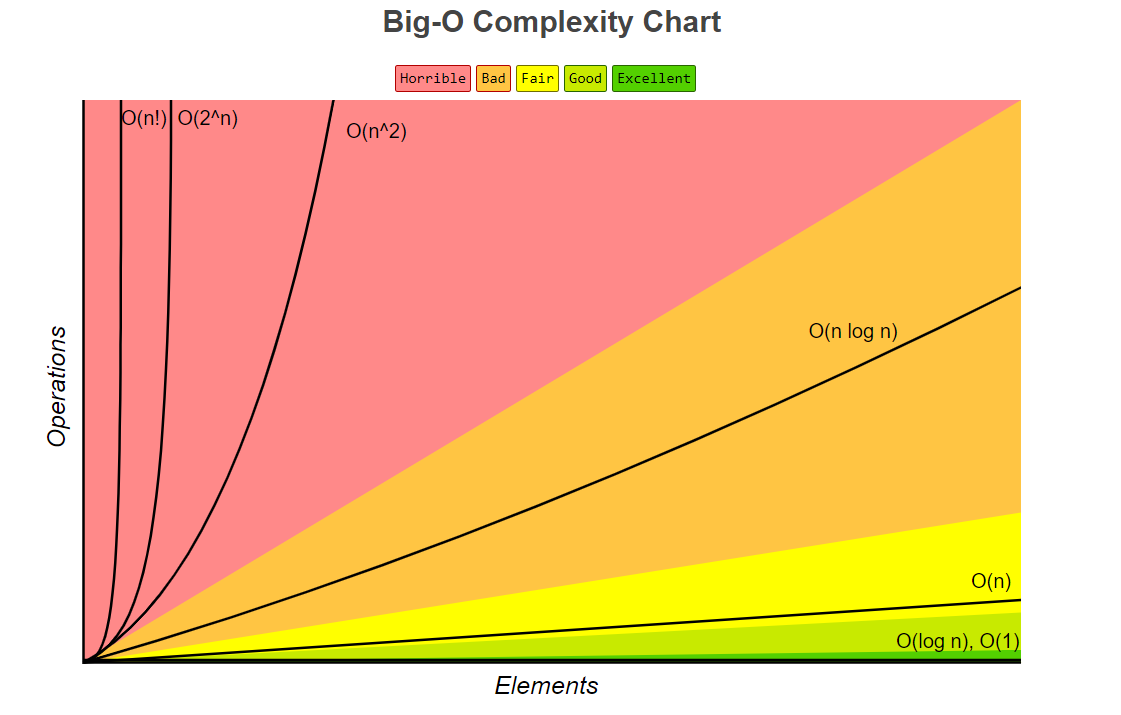 Big-O Complexity Chart
Horrible Bad Fair Good Excellent
O(n!) O(2^n)
O(n^2)
O(n log n)
O(n)
O(log n), O(1)
Operations
Elements